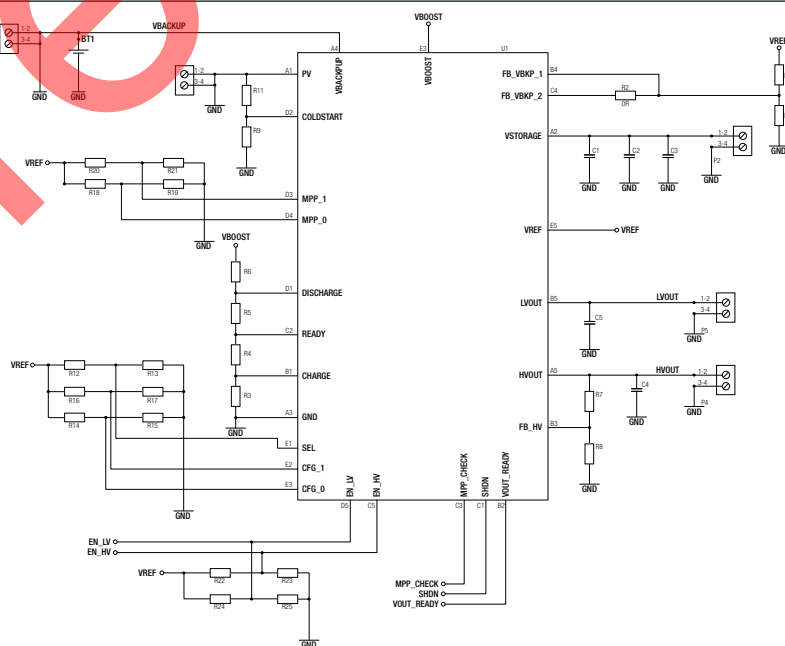 VBOOST
1-2
3-4
VBACKUP
BT1
GND
GND
A4
E3
U1
VBACKPUP
VBOOST
VREF
1-2
3-4
GND
A1
PV
R11
D2
COLDSTART
R9
GND
FB_VBKP_1
B4
FB_VBKP_2
C4
R2
0R
GND
VSTORAGE
A2
C1
C2
C3
GND
GND
GND
1-2
3-4
P2
GND
VREF
R20
R21
R18
R19
GND
D3
MPP_1
D4
MPP_0
VREF
E5
VREF
VBOOST
R6
D1
DISCHARGE
R5
C2
READY
R4
B1
CHARGE
R3
A3
GND
GND
LVOUT
B5
LVOUT
1-2
3-4
C5
GND
GND
P5
VREF
R12
R13
R16
R17
R14
R15
GND
E1
SEL
E2
CFG_1
E3
CFG_0
HVOUT
A5
HVOUT
1-2
3-4
R7
C4
GND
GND
P4
FB_HV
B3
R8
GND
EN_LV
EN_HV
MPP_CHECK
SHDN
VOUT_READY
D5
C5
C3
C1
B2
EN_LV
EN_HV
VREF
R22
R23
R24
R25
GND
MPP_CHECK
SHDN
VOUT_READY